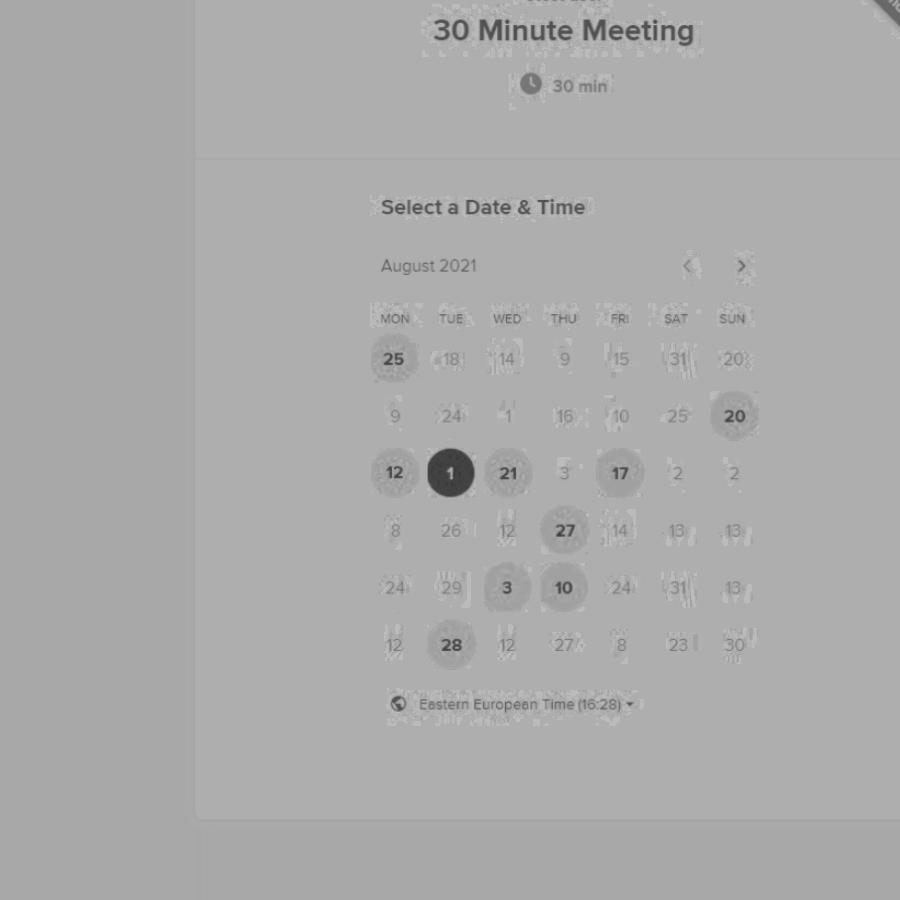 30 Minute Meeting
30 min
Select a Date & Time
August 2021
MON TUE WED THU FRI SAT SUN
25 18 14 9 15 31 20
9 24 1 16 10 25 20
12 1 21 3 17 2 2
8 26 12 27 14 13 13
24 29 3 10 24 31 13
12 28 12 27 8 23 30
Eastern European Time (16:28)